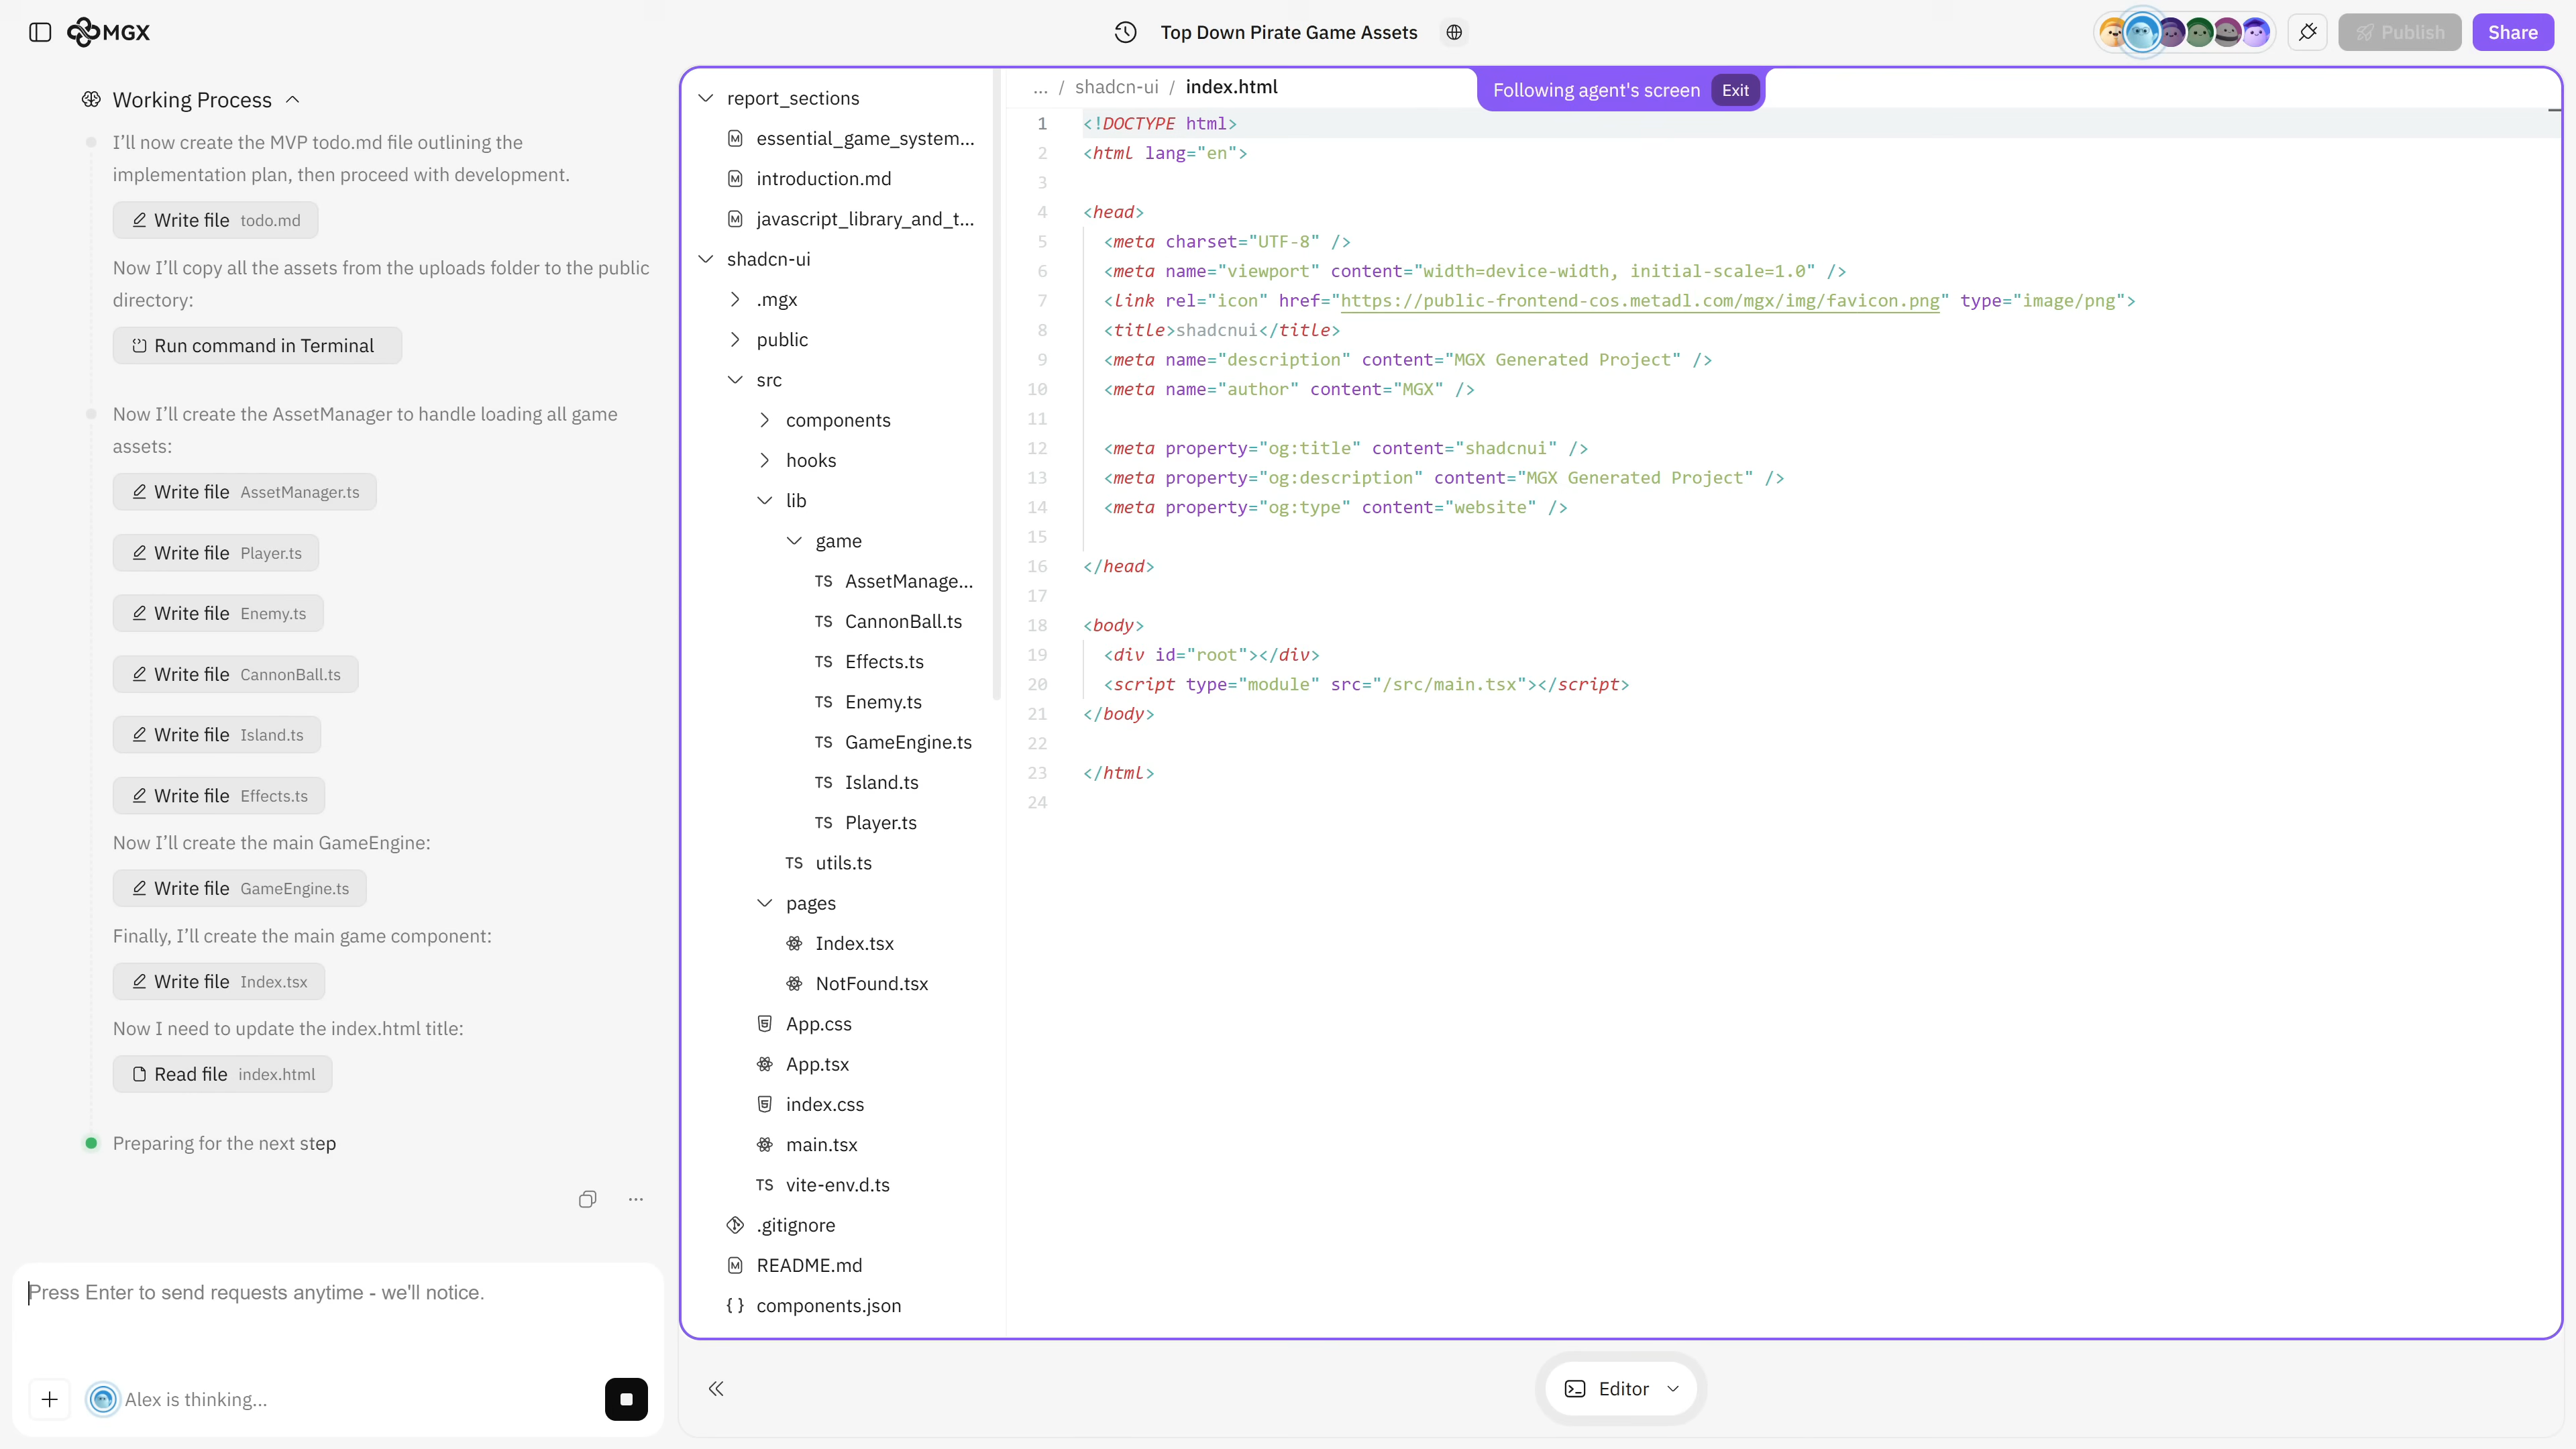 MGX
Top Down Pirate Game Assets
Publish
Share
Working Process
I'll now create the MVP todo.md file outlining the
implementation plan, then proceed with development.
Write file todo.md
Now I'll copy all the assets from the uploads folder to the public
directory:
Run command in Terminal
Now I'll create the AssetManager to handle loading all game
assets:
Write file AssetManager.ts
Write file Player.ts
Write file Enemy.ts
Write file CannonBall.ts
Write file Island.ts
Write file Effects.ts
Now I'll create the main GameEngine:
Write file GameEngine.ts
Finally, I'll create the main game component:
Write file Index.tsx
Now I need to update the index.html title:
Read file index.html
Preparing for the next step
Press Enter to send requests anytime - we'll notice.
Alex is thinking...
report_sections
essential_game_system...
introduction.md
javascript_library_and_t...
shadcn-ui
.mgx
public
src
components
hooks
lib
game
TS AssetManage...
TS CannonBall.ts
TS Effects.ts
TS Enemy.ts
TS GameEngine.ts
TS Island.ts
TS Player.ts
TS utils.ts
pages
Index.tsx
NotFound.tsx
App.css
App.tsx
index.css
main.tsx
TS vite-env.d.ts
.gitignore
README.md
{ } components.json
... / shadcn-ui / index.html
Following agent's screen Exit
1 <!DOCTYPE html>
2 <html lang="en">
3
4 <head>
5 <meta charset="UTF-8" />
6 <meta name="viewport" content="width=device-width, initial-scale=1.0" />
7 <link rel="icon" href="https://public-frontend-cos.metadl.com/mgx/img/favicon.png" type="image/png">
8 <title>shadcnui</title>
9 <meta name="description" content="MGX Generated Project" />
10 <meta name="author" content="MGX" />
11
12 <meta property="og:title" content="shadcnui" />
13 <meta property="og:description" content="MGX Generated Project" />
14 <meta property="og:type" content="website" />
15
16 </head>
17
18 <body>
19 <div id="root"></div>
20 <script type="module" src="/src/main.tsx"></script>
21 </body>
22
23 </html>
24
Editor